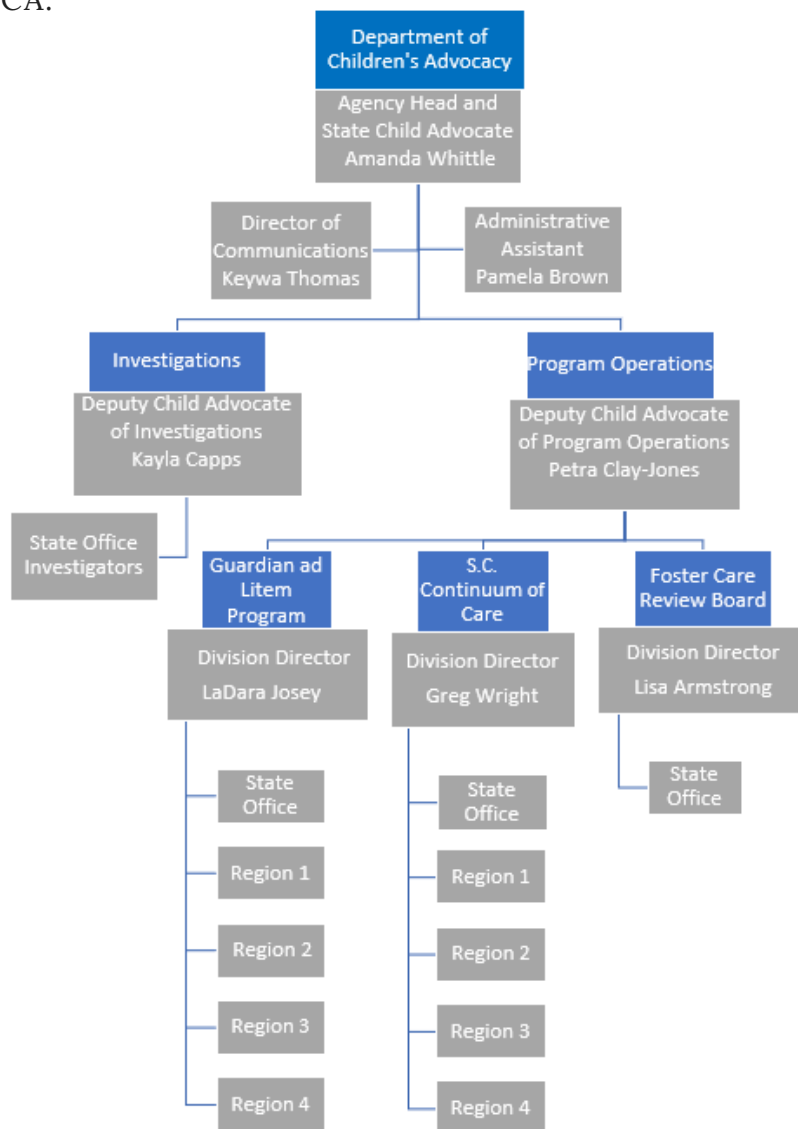 CA.
Department of
Children's Advocacy
Agency Head and
State Child Advocate
Amanda Whittle
Director of
Communications
Keywa Thomas
Administrative
Assistant
Pamela Brown
Investigations
Deputy Child Advocate
of Investigations
Kayla Capps
State Office
Investigators
Program Operations
Deputy Child Advocate
of Program Operations
Petra Clay-Jones
Guardian ad
Litem
Program
Division Director
LaDara Josey
State
Office
Region 1
Region 2
Region 3
Region 4
S.C.
Continuum of
Care
Division Director
Greg Wright
State
Office
Region 1
Region 2
Region 3
Region 4
Foster Care
Review Board
Division Director
Lisa Armstrong
State
Office